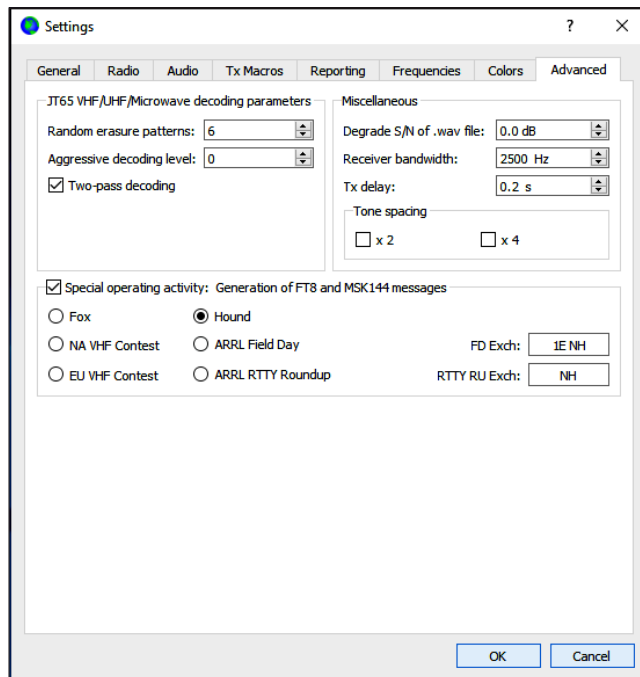 Settings
?
General Radio Audio Tx Macros Reporting Frequencies Colors Advanced
JT65 VHF/UHF/Microwave decoding parameters
Random erasure patterns: 6
Aggressive decoding level: 0
Two-pass decoding
Miscellaneous
Degrade S/N of .wav file: 0.0 dB
Receiver bandwidth: 2500 Hz
Tx delay: 0.2 s
Tone spacing
x 2 x 4
Special operating activity: Generation of FT8 and MSK144 messages
Fox Hound
NA VHF Contest ARRL Field Day FD Exch: 1E NH
EU VHF Contest ARRL RTTY Roundup RTTY RU Exch: NH
OK Cancel